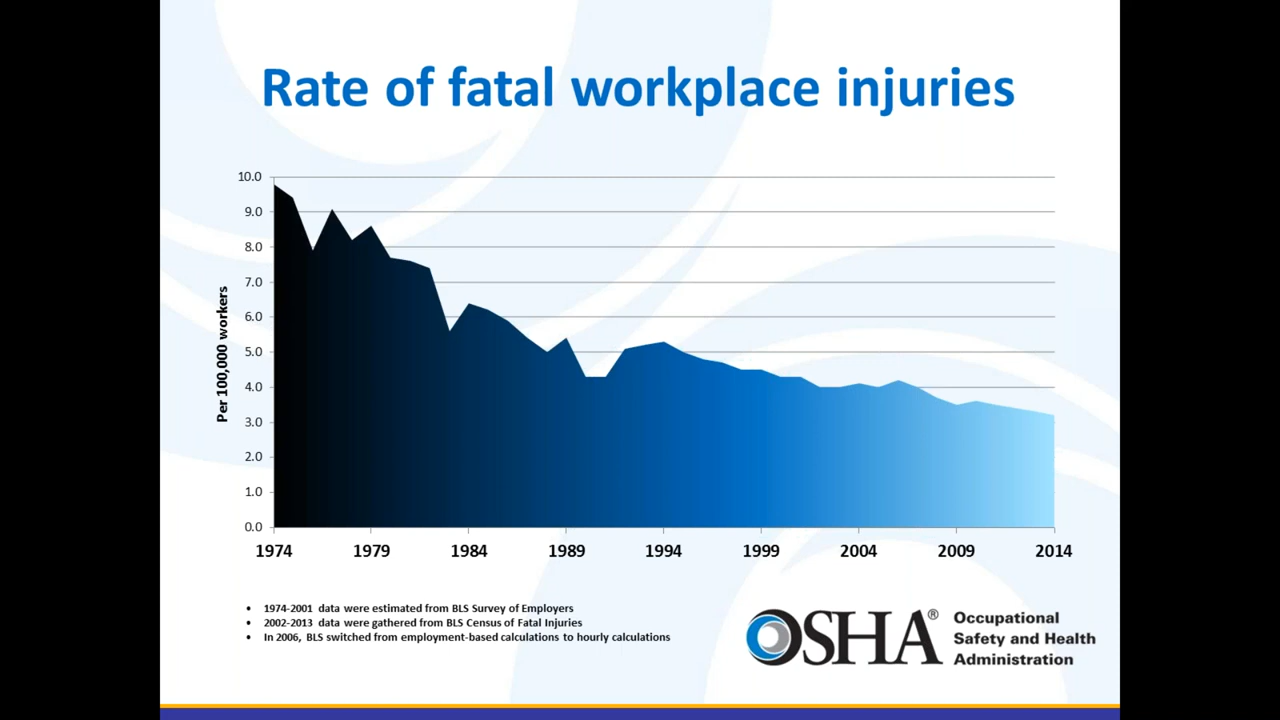 Rate of fatal workplace injuries
10.0
9.0
8.0
7.0
6.0
5.0
4.0
3.0
2.0
1.0
0.0
Per 100,000 workers
1974 1979 1984 1989 1994 1999 2004 2009 2014
• 1974-2001 data were estimated from BLS Survey of Employers
• 2002-2013 data were gathered from BLS Census of Fatal Injuries
• In 2006, BLS switched from employment-based calculations to hourly calculations
OSHA®
Occupational
Safety and Health
Administration